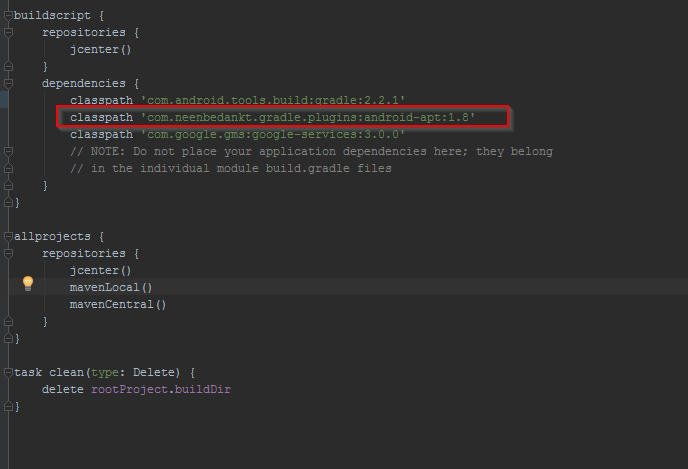 buildscript {
    repositories {
        jcenter()
    }
    dependencies {
        classpath 'com.android.tools.build:gradle:2.2.1'
        classpath 'com.neenbedankt.gradle.plugins:android-apt:1.8'
        classpath 'com.google.gms:google-services:3.0.0'
        // NOTE: Do not place your application dependencies here; they belong
        // in the individual module build.gradle files
    }
}
allprojects {
    repositories {
        jcenter()
        mavenLocal()
        mavenCentral()
    }
}
task clean(type: Delete) {
    delete rootProject.buildDir
}